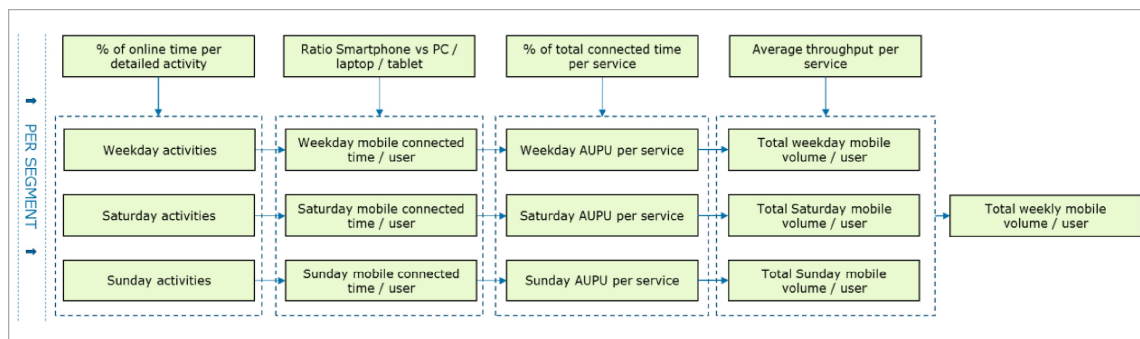 % of online time per
detailed activity
Ratio Smartphone vs PC /
laptop / tablet
% of total connected time
per service
Average throughput per
service
PER SEGMENT
Weekday activities
Weekday mobile connected
time / user
Weekday AUPU per service
Total weekday mobile
volume / user
Saturday activities
Saturday mobile connected
time / user
Saturday AUPU per service
Total Saturday mobile
volume / user
Total weekly mobile
volume / user
Sunday activities
Sunday mobile connected
time / user
Sunday AUPU per service
Total Sunday mobile
volume / user